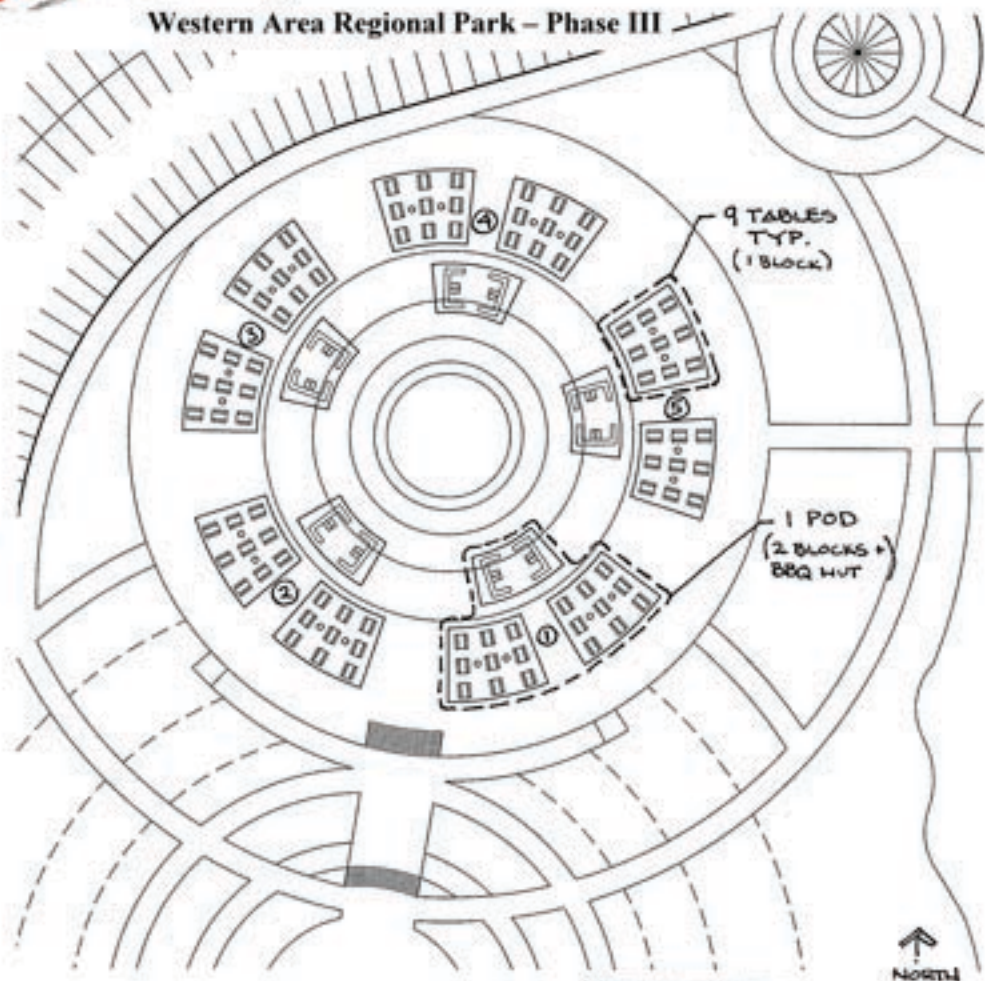 Western Area Regional Park – Phase III
9 TABLES
TYP.
(1 BLOCK)
4
3
5
1 POD
(2 BLOCKS +
BBQ HUT)
2
1
NORTH